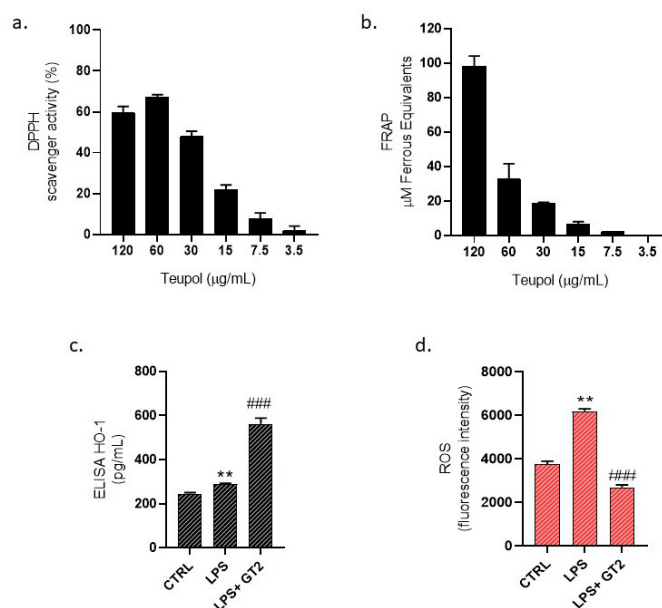 a.
DPPH
scavenger activity (%)
100
80
60
40
20
0
120 60 30 15 7.5 3.5
Teupol (μg/mL)
b.
FRAP
μM Ferrous Equivalents
120
100
80
60
40
20
0
120 60 30 15 7.5 3.5
Teupol (μg/mL)
c.
ELISA HO-1
(pg/mL)
800
600
400
200
0
**
###
CTRL
LPS
LPS+ GT2
d.
ROS
(fluorescence intensity)
8000
6000
4000
2000
0
**
####
CTRL
LPS
LPS+ GT2